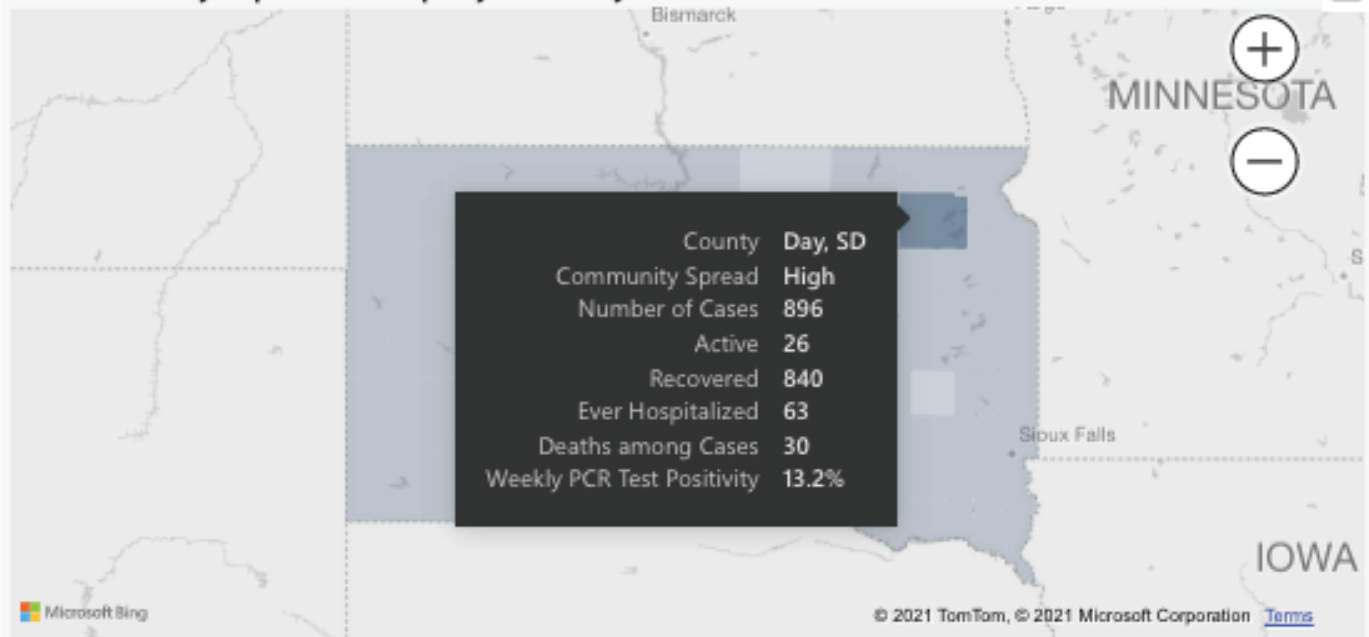 Bismarck
MINNESOTA
County Day, SD
Community Spread High
Number of Cases 896
Active 26
Recovered 840
Ever Hospitalized 63
Deaths among Cases 30
Weekly PCR Test Positivity 13.2%
Sioux Falls
IOWA
Microsoft Bing
© 2021 TomTom, © 2021 Microsoft Corporation Terms